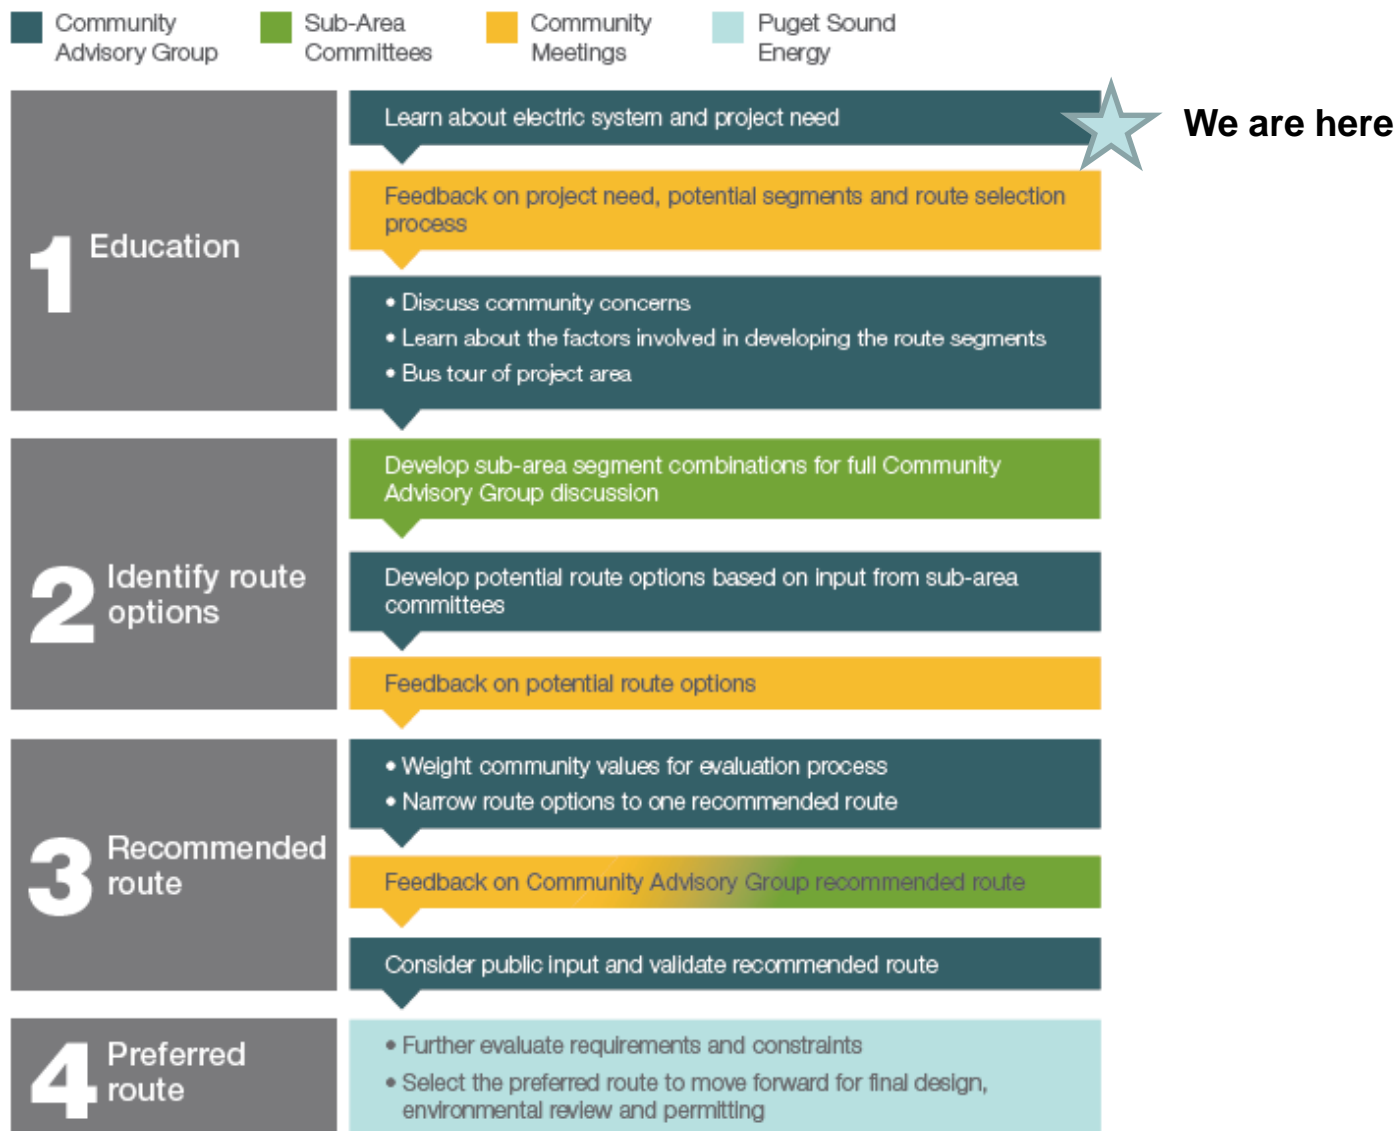 Community
Advisory Group
Sub-Area
Committees
Community
Meetings
Puget Sound
Energy
We are here
1 Education
Learn about electric system and project need
Feedback on project need, potential segments and route selection
process
• Discuss community concerns
• Learn about the factors involved in developing the route segments
• Bus tour of project area
2 Identify route
options
Develop sub-area segment combinations for full Community
Advisory Group discussion
Develop potential route options based on input from sub-area
committees
Feedback on potential route options
3 Recommended
route
• Weight community values for evaluation process
• Narrow route options to one recommended route
Feedback on Community Advisory Group recommended route
Consider public input and validate recommended route
4 Preferred
route
• Further evaluate requirements and constraints
• Select the preferred route to move forward for final design,
environmental review and permitting